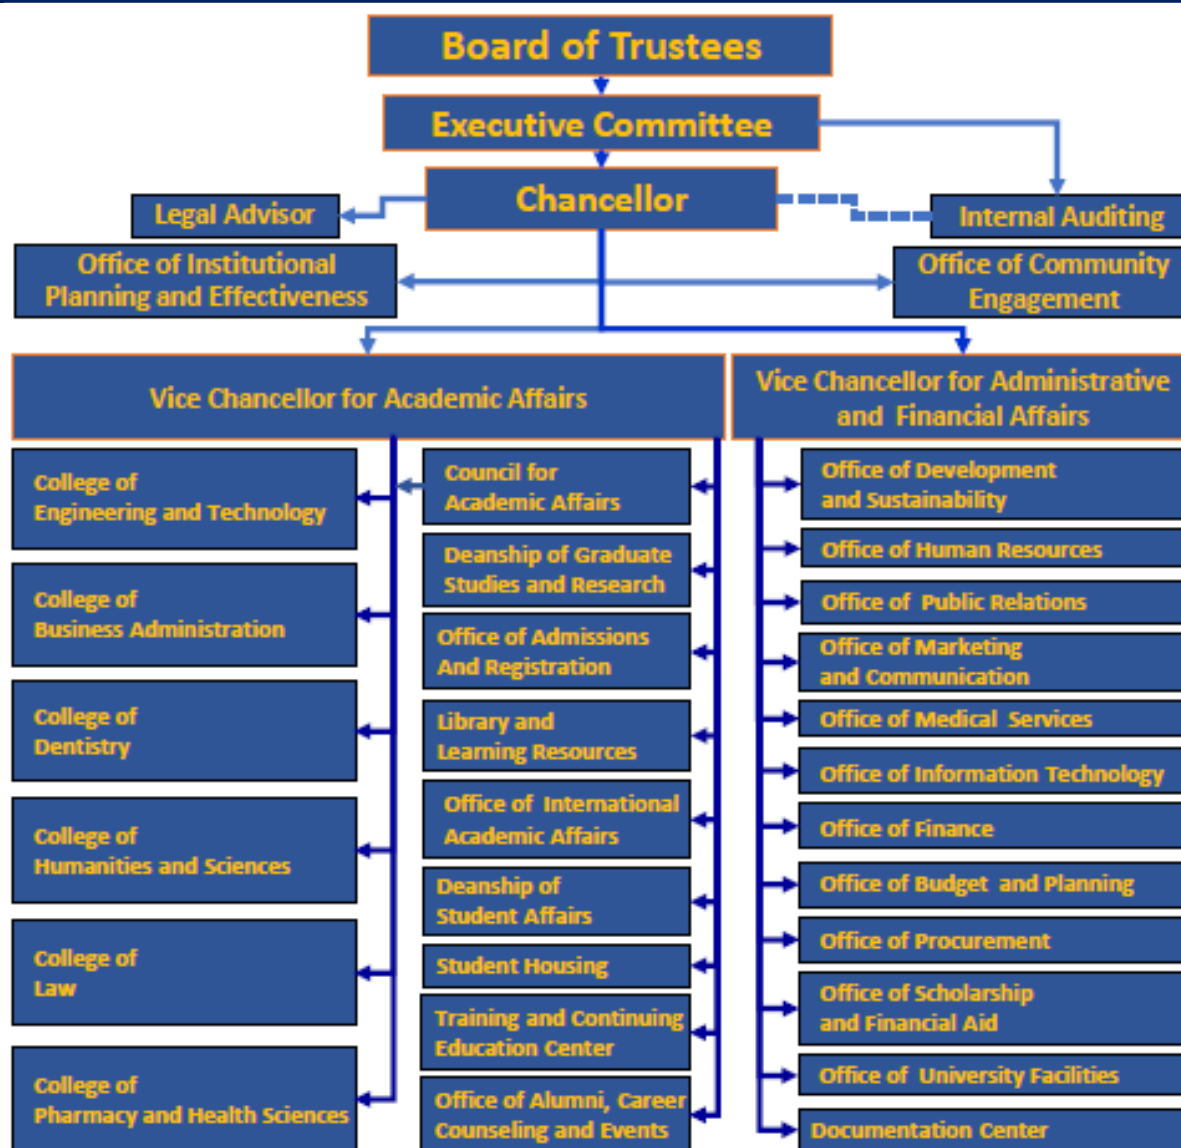 Board of Trustees
Executive Committee
Chancellor
Legal Advisor
Internal Auditing
Office of Institutional
Planning and Effectiveness
Office of Community
Engagement
Vice Chancellor for Academic Affairs
Vice Chancellor for Administrative
and Financial Affairs
College of
Engineering and Technology
College of
Business Administration
College of
Dentistry
College of
Humanities and Sciences
College of
Law
College of
Pharmacy and Health Sciences
Council for
Academic Affairs
Deanship of Graduate
Studies and Research
Office of Admissions
And Registration
Library and
Learning Resources
Office of International
Academic Affairs
Deanship of
Student Affairs
Student Housing
Training and Continuing
Education Center
Office of Alumni, Career
Counseling and Events
Office of Development
and Sustainability
Office of Human Resources
Office of Public Relations
Office of Marketing
and Communication
Office of Medical Services
Office of Information Technology
Office of Finance
Office of Budget and Planning
Office of Procurement
Office of Scholarship
and Financial Aid
Office of University Facilities
Documentation Center